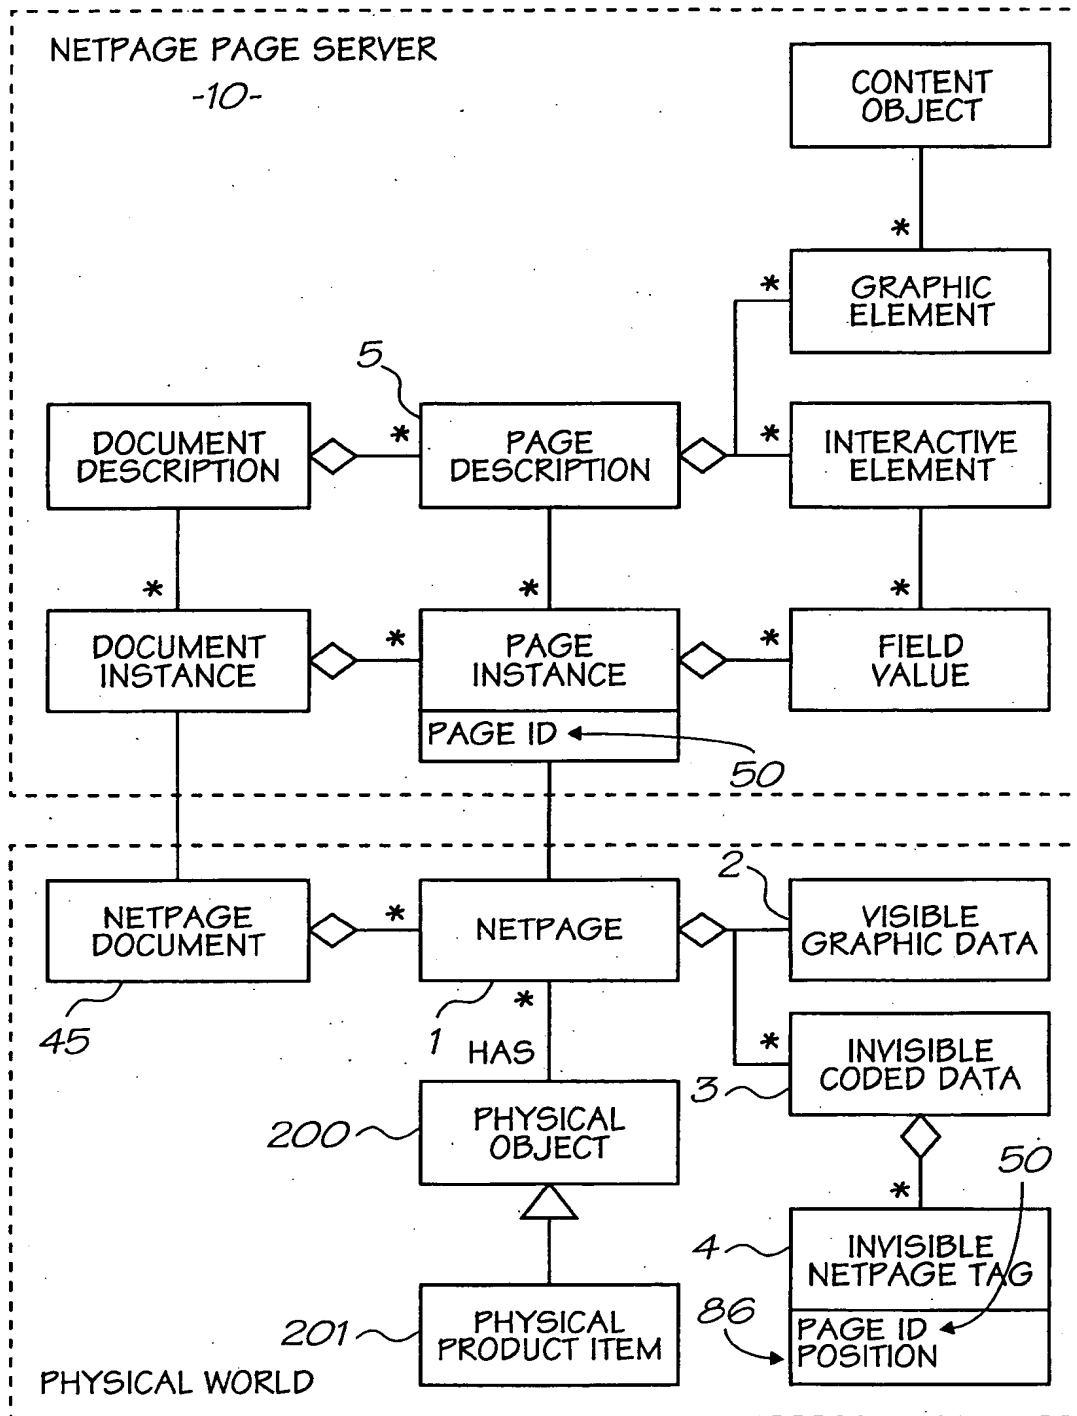 NETPAGE PAGE SERVER
-10-
CONTENT
OBJECT
*
GRAPHIC
ELEMENT
*
5
DOCUMENT
DESCRIPTION
*
PAGE
DESCRIPTION
*
INTERACTIVE
ELEMENT
*
*
*
DOCUMENT
INSTANCE
*
PAGE
INSTANCE
*
FIELD
VALUE
PAGE ID
50
2
NETPAGE
DOCUMENT
*
NETPAGE
VISIBLE
GRAPHIC DATA
45
1
*
HAS
*
INVISIBLE
CODED DATA
3
200
PHYSICAL
OBJECT
50
*
4
INVISIBLE
NETPAGE TAG
86
PAGE ID
POSITION
201
PHYSICAL
PRODUCT ITEM
PHYSICAL WORLD